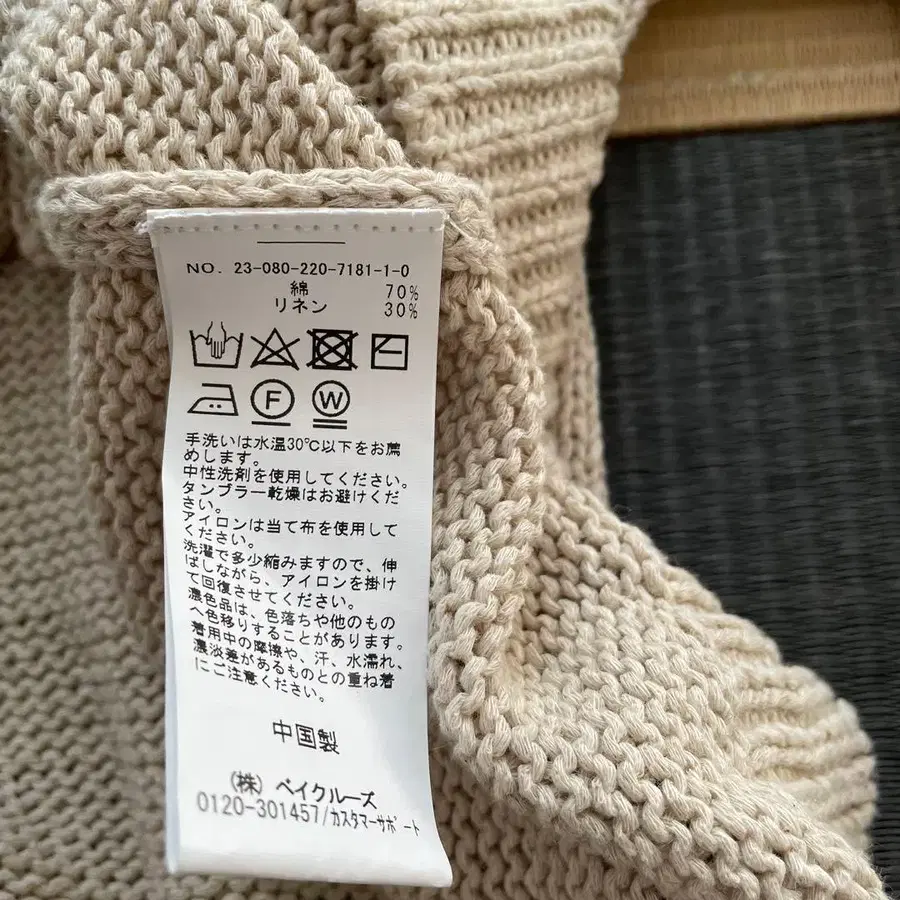 NO. 23-080-220-7181-1-0
綿 70%
リネン 30%
F W
手洗いは水温30℃以下をお薦
めします。
中性洗剤を使用してください。
タンブラー乾燥はお避けくだ
さい。
アイロンは当て布を使用して
ください。
洗濯で多少縮みますので、伸
ばしながら、アイロンを掛け
て回復させてください。
濃色品は、色落ちや他のもの
へ色移りすることがあります。
着用中の摩擦や、汗、水濡れ、
濃淡差があるものとの重ね着
にご注意ください。
中国製
(株) ベイクルーズ
0120-301457/カスタマーサポート